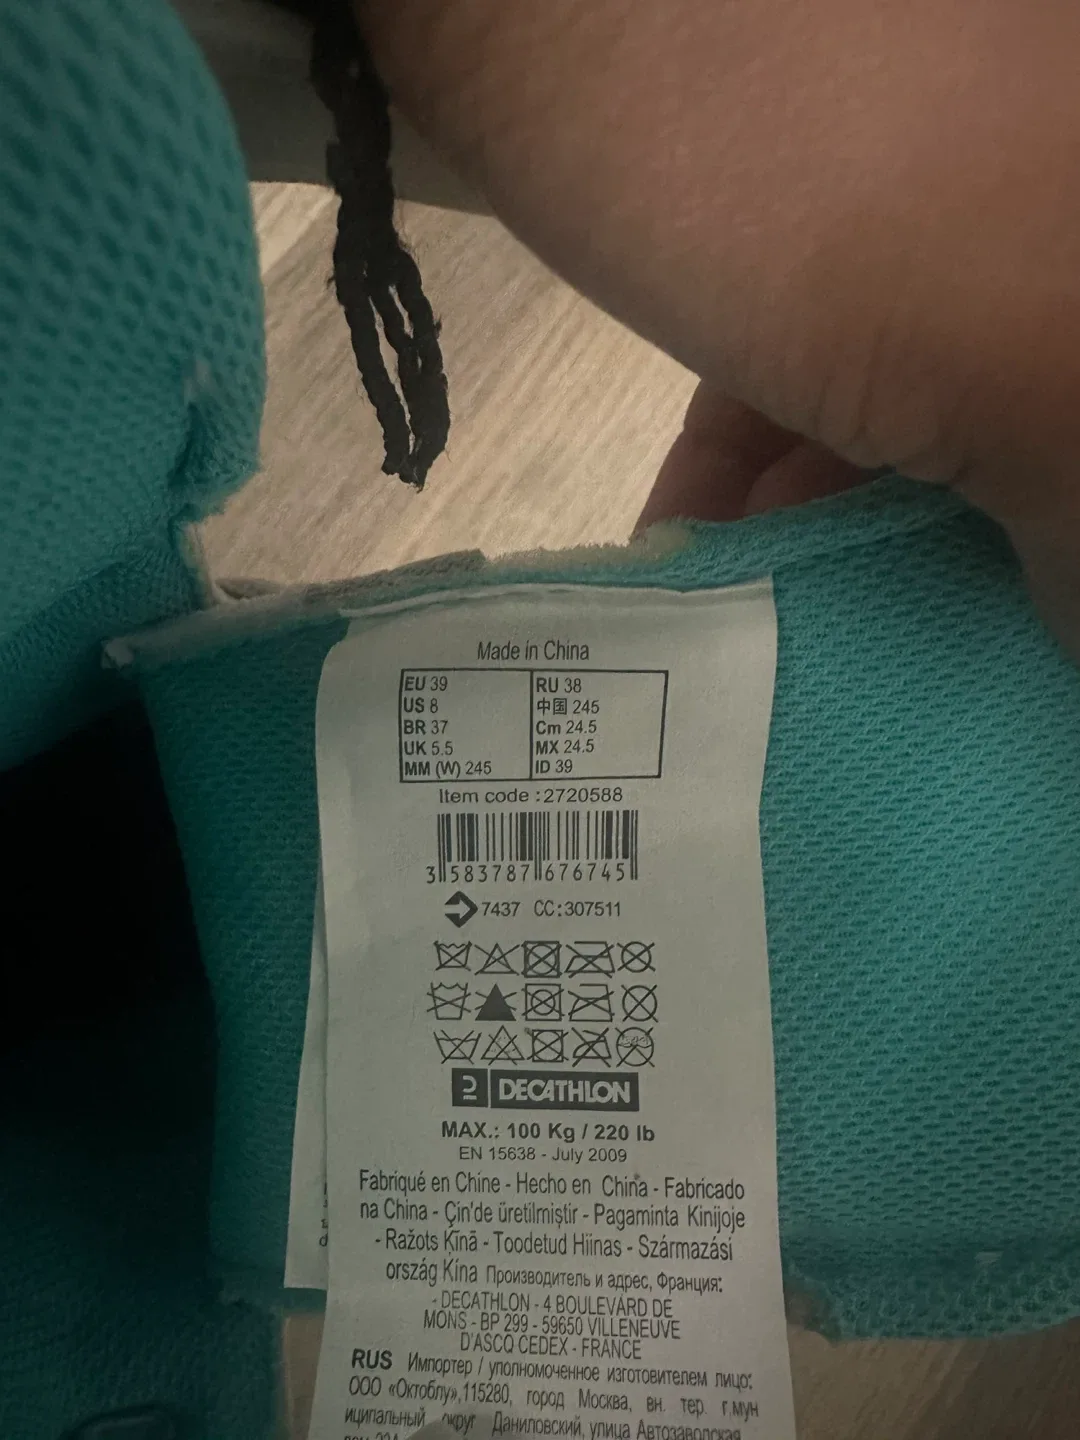 Made in China
EU 39
US 8
BR 37
UK 5.5
MM (W) 245
RU 38
中国 245
Cm 24.5
MX 24.5
ID 39
Item code :2720588
3 583787 676745
7437 CC:307511
DECATHLON
MAX.: 100 Kg / 220 lb
EN 15638 - July 2009
Fabriqué en Chine - Hecho en China - Fabricado
na China - Çin'de üretilmiştir - Pagaminta Kinijoje
- Ražots Ķīnā - Toodetud Hiinas - Származási
ország Kína Производитель и адрес, Франция:
- DECATHLON - 4 BOULEVARD DE
MONS - BP 299 - 59650 VILLENEUVE
D'ASCQ CEDEX - FRANCE
RUS Импортер / уполномоченное изготовителем лицо:
ООО «Октоблу»,115280, город Москва, вн. тер. г.мун
иципальный округ Даниловский, улица Автозаводская,